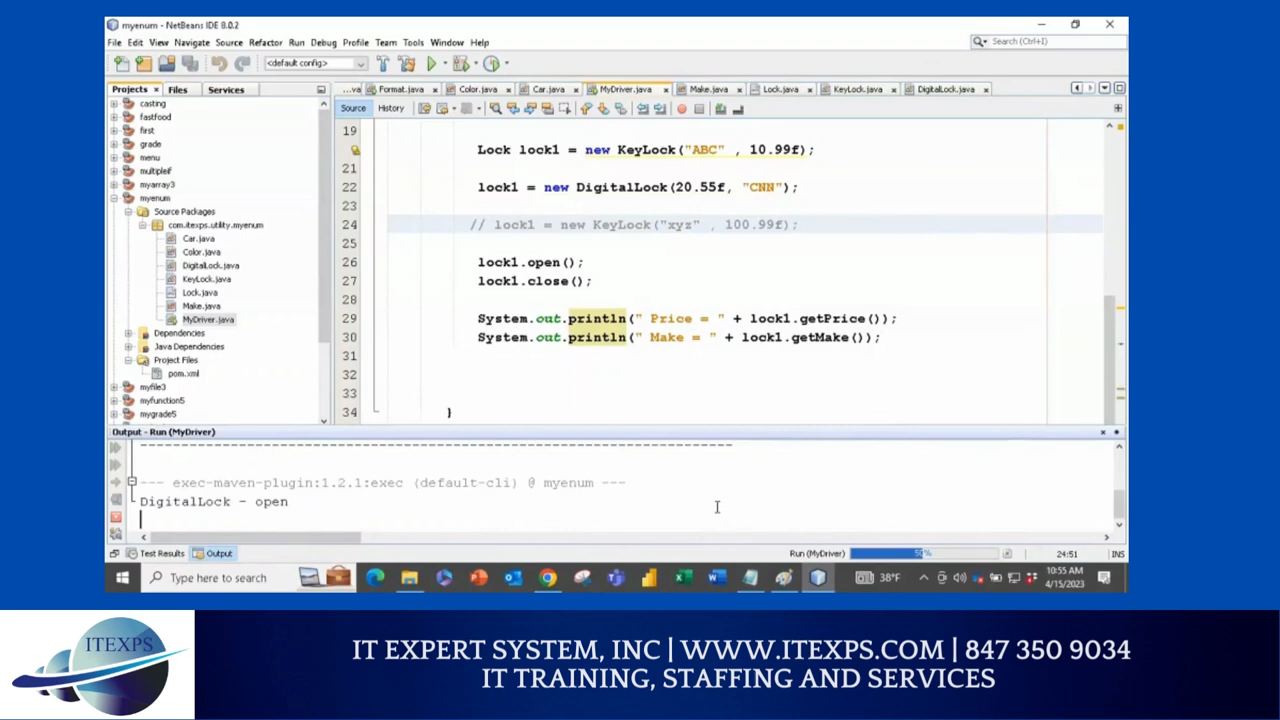 myenum - NetBeans IDE 8.0.2
File Edit View Navigate Source Refactor Run Debug Profile Team Tools Window Help
Search (Ctrl+I)
<default config>
Projects × Files Services
...va Format.java × Color.java × Car.java × MyDriver.java × Make.java × Lock.java × KeyLock.java × DigitalLock.java ×
Source History
casting
fastfood
first
grade
menu
multipleif
myarray3
myenum
Source Packages
com.itexps.utility.myenum
Car.java
Color.java
DigitalLock.java
KeyLock.java
Lock.java
Make.java
MyDriver.java
Dependencies
Java Dependencies
Project Files
pom.xml
myfile3
myfunction5
mygrade5
19
Lock lock1 = new KeyLock("ABC" , 10.99f);
21
22 lock1 = new DigitalLock(20.55f, "CNN");
23
24 // lock1 = new KeyLock("xyz" , 100.99f);
25
26 lock1.open();
27 lock1.close();
28
29 System.out.println(" Price = " + lock1.getPrice());
30 System.out.println(" Make = " + lock1.getMake());
31
32
33
34 }
Output - Run (MyDriver)
------------------------------------------------------------------------
--- exec-maven-plugin:1.2.1:exec (default-cli) @ myenum ---
DigitalLock - open
Test Results Output
Run (MyDriver) 50% 24:51 INS
Type here to search
38°F
10:55 AM
4/15/2023
ITEXPS
IT EXPERT SYSTEM, INC | WWW.ITEXPS.COM | 847 350 9034
IT TRAINING, STAFFING AND SERVICES